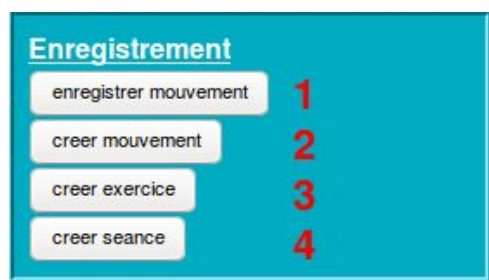 Enregistrement
enregistrer mouvement 1
creer mouvement 2
creer exercice 3
creer seance 4